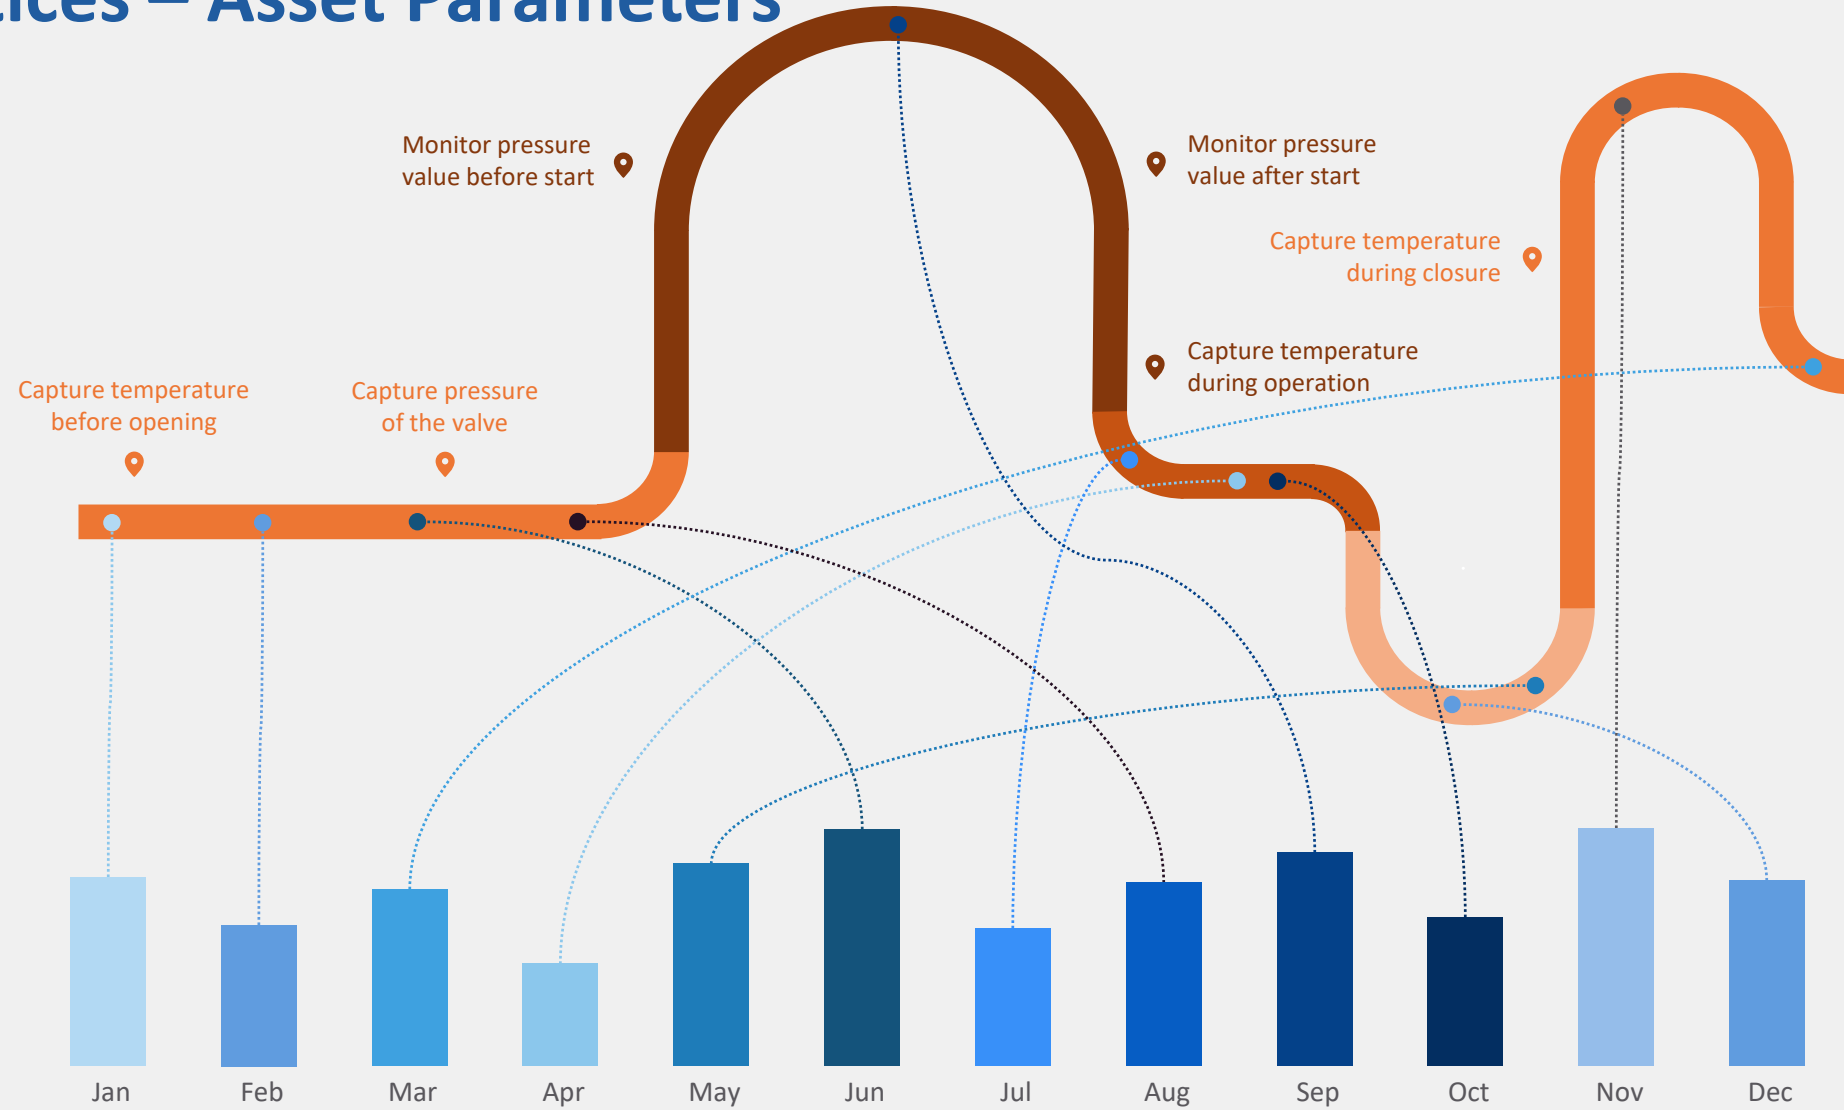 – Asset Parameters
Monitor pressure
value before start
Monitor pressure
value after start
Capture temperature
during closure
Capture temperature
during operation
Capture temperature
before opening
Capture pressure
of the valve
Jan Feb Mar Apr May Jun Jul Aug Sep Oct Nov Dec